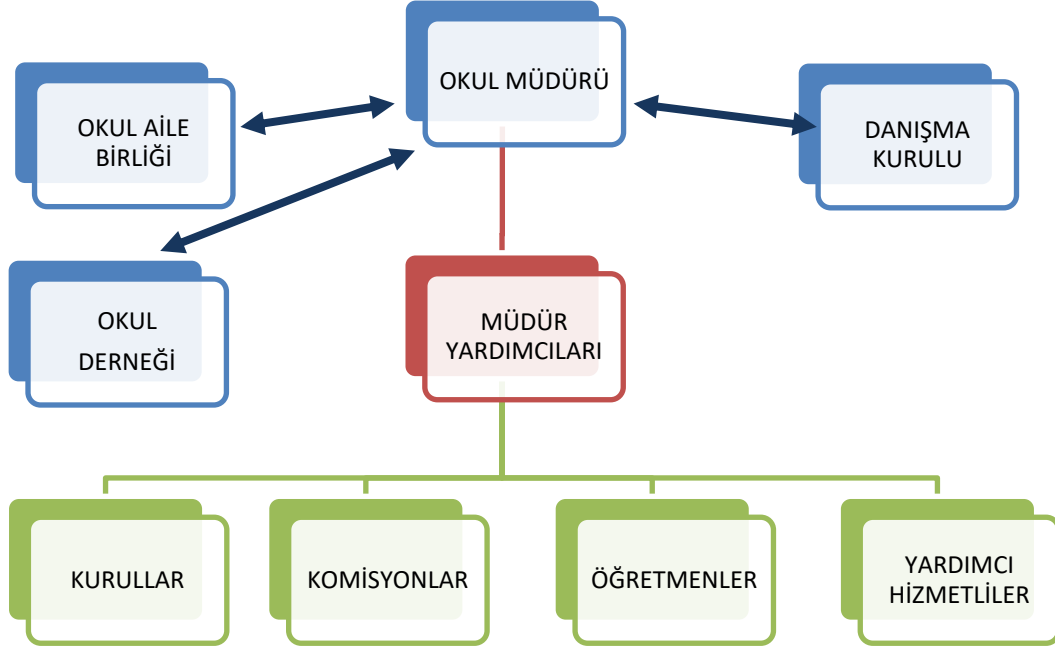 OKUL MÜDÜRÜ
OKUL AİLE
BİRLİĞİ
DANIŞMA
KURULU
OKUL
DERNEĞİ
MÜDÜR
YARDIMCILARI
KURULLAR
KOMİSYONLAR
ÖĞRETMENLER
YARDIMCI
HİZMETLİLER